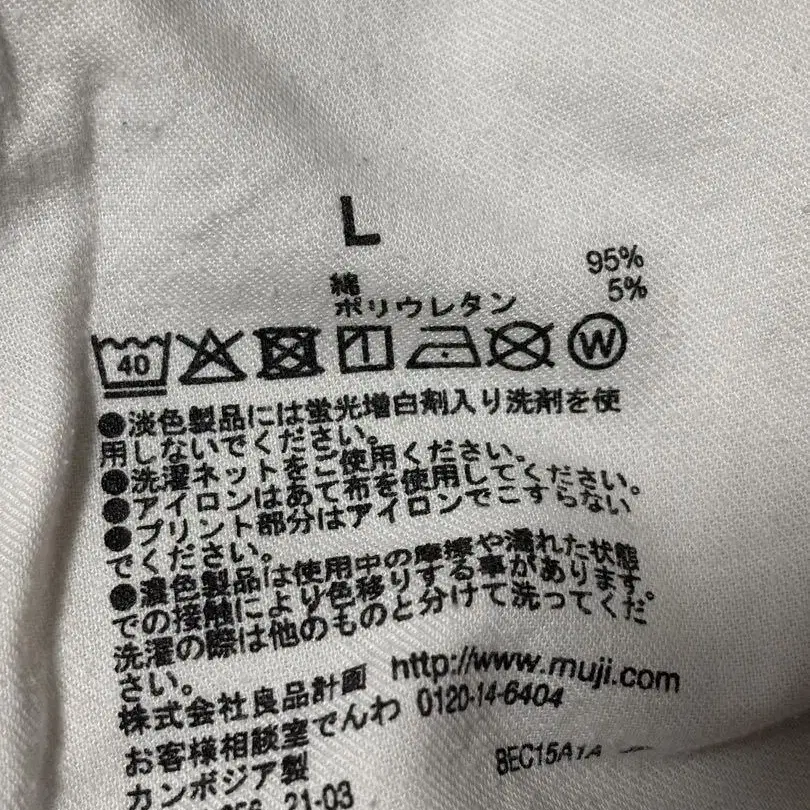 L
綿 95%
ポリウレタン 5%
40
W
●淡色製品には蛍光増白剤入り洗剤を使
用しないでください。
●洗濯ネットをご使用ください。
●アイロンはあて布を使用してください。
●プリント部分はアイロンでこすらない
でください。
●濃色製品は使用中の摩擦や濡れた状態
での接触により色移りする事があります。
洗濯の際は他のものと分けて洗ってくだ
さい。
株式会社良品計画 http://www.muji.com
お客様相談室でんわ 0120-14-6404
カンボジア製 8EC15A1A
21-03